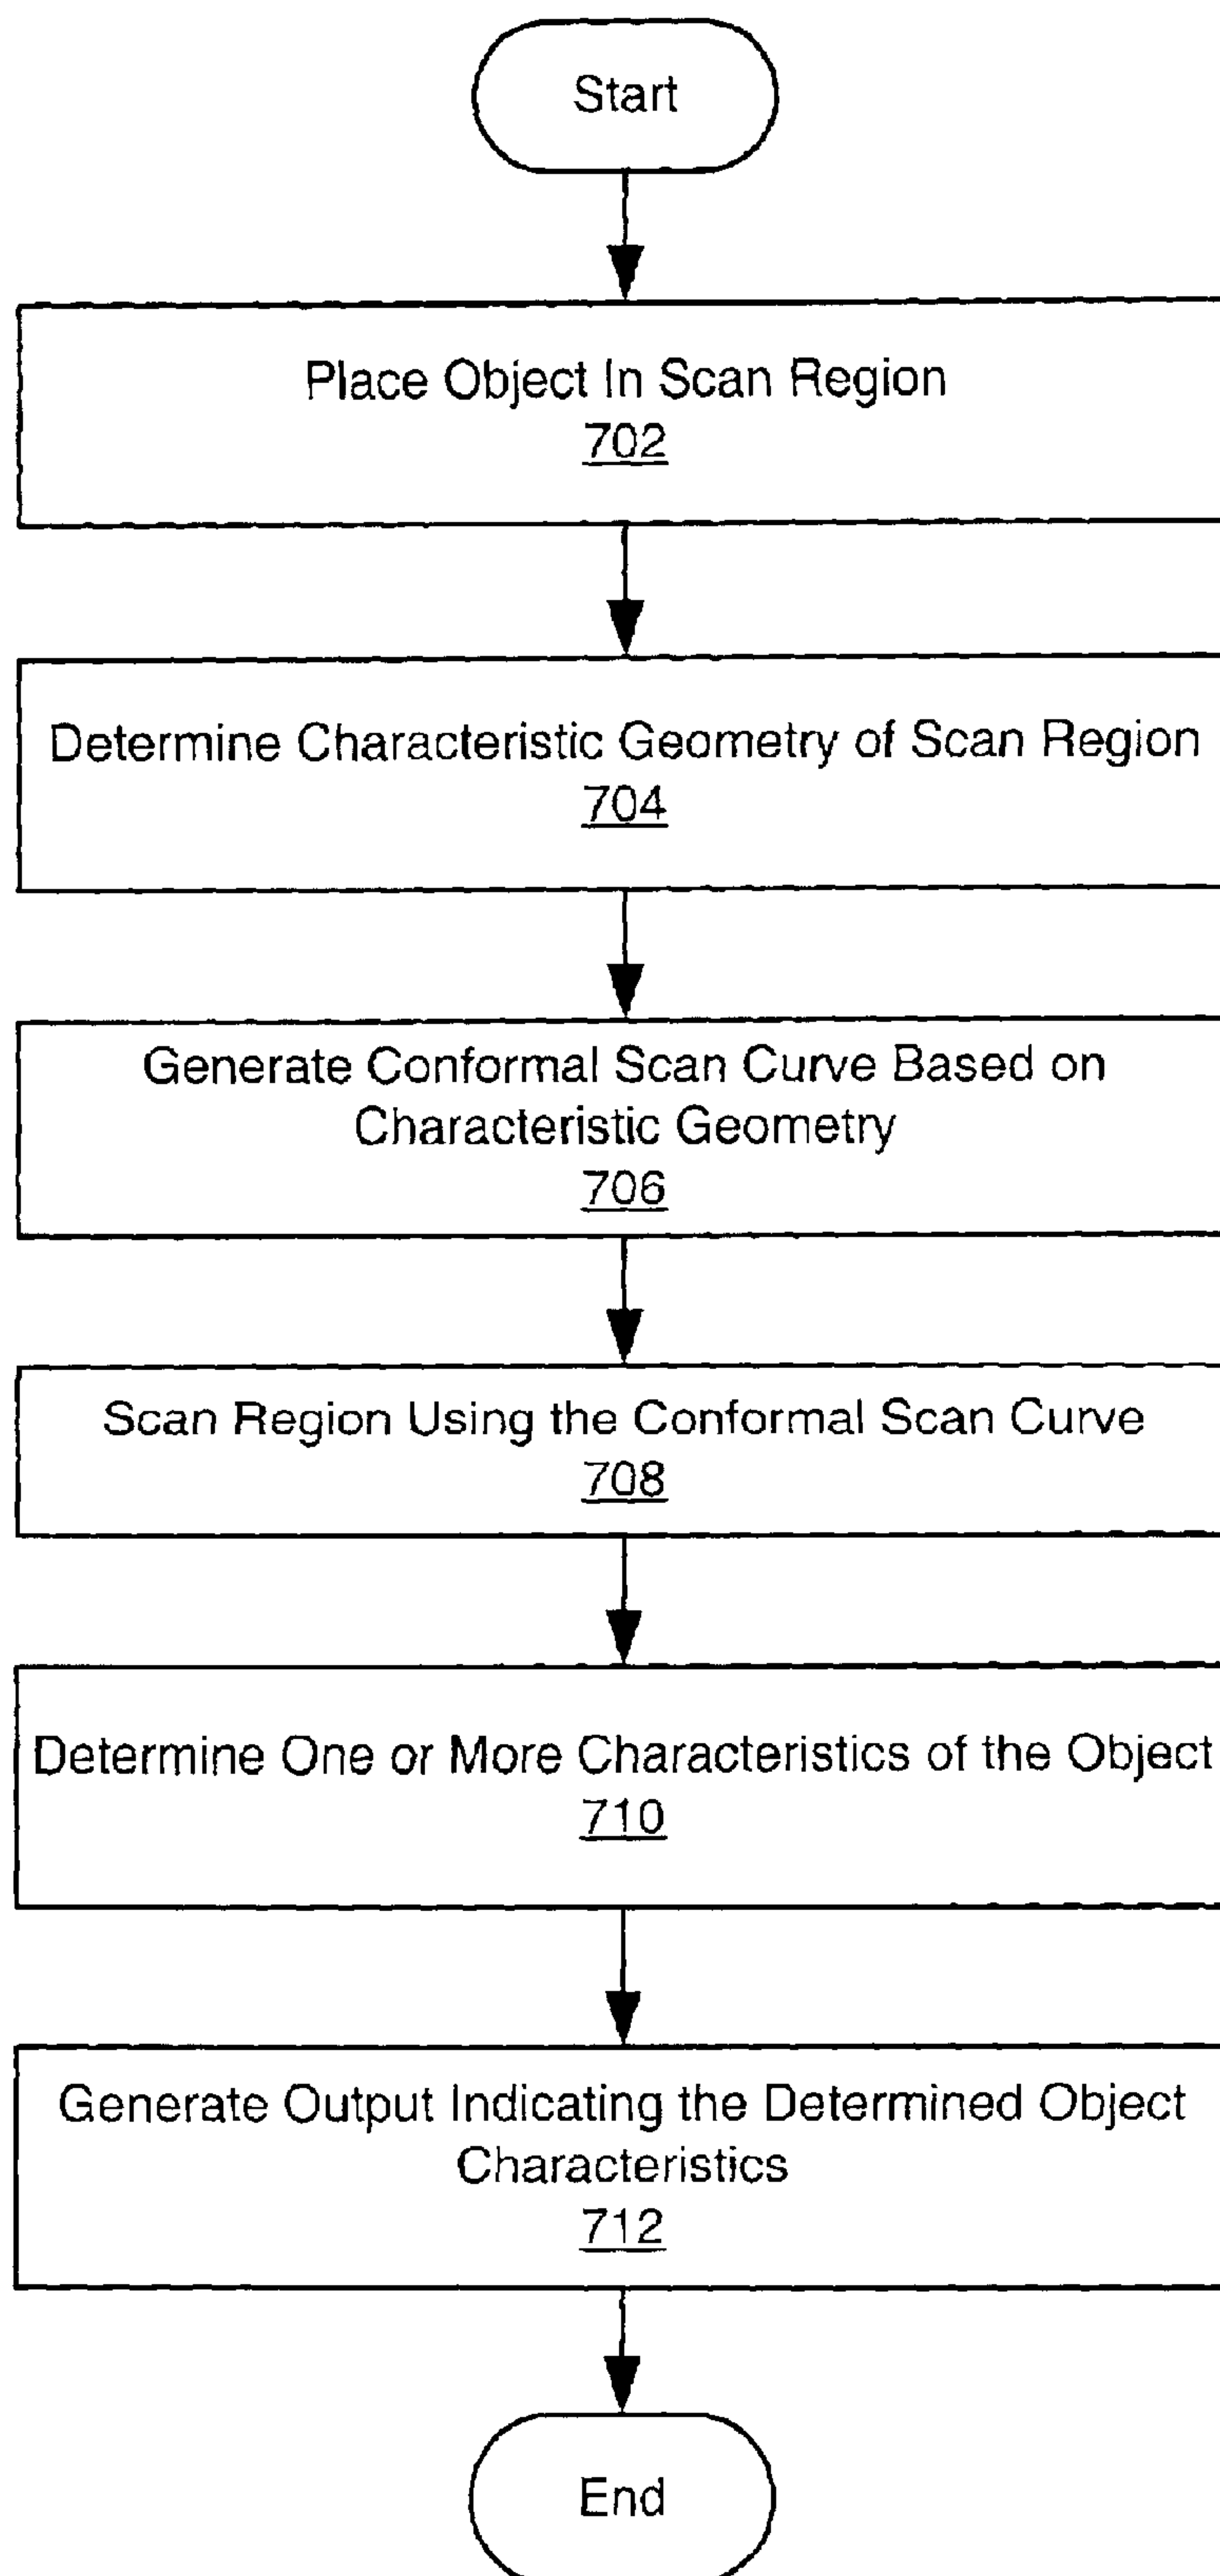 Start
Place Object In Scan Region
702
Determine Characteristic Geometry of Scan Region
704
Generate Conformal Scan Curve Based on
Characteristic Geometry
706
Scan Region Using the Conformal Scan Curve
708
Determine One or More Characteristics of the Object
710
Generate Output Indicating the Determined Object
Characteristics
712
End